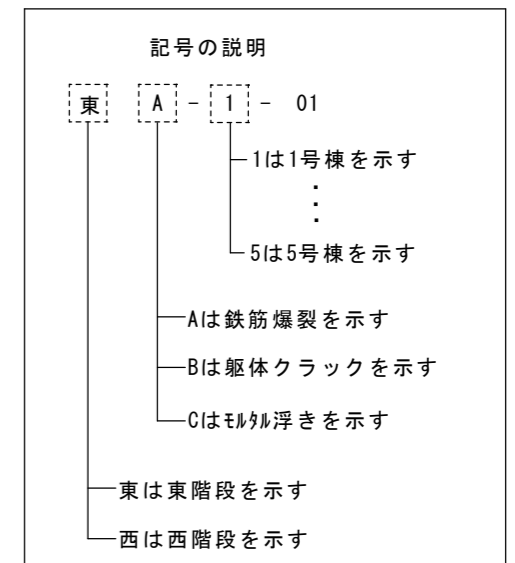 記号の説明
東 A - 1 - 01
1は1号棟を示す
・
・
・
5は5号棟を示す
Aは鉄筋爆裂を示す
Bは躯体クラックを示す
Cはﾓﾙﾀﾙ浮きを示す
東は東階段を示す
西は西階段を示す